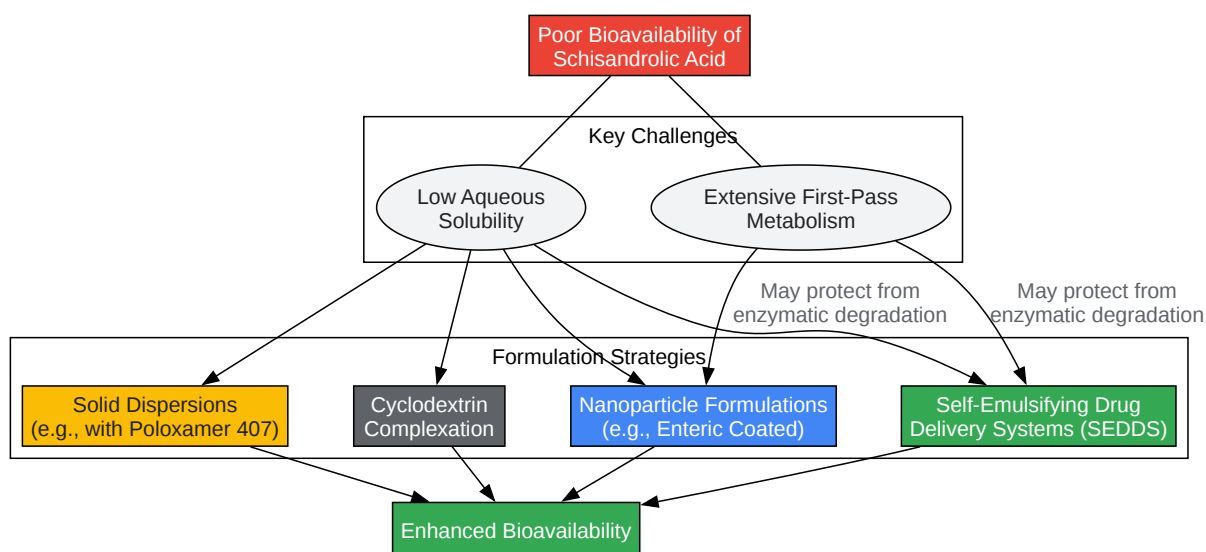 Poor Bioavailability of
Schisandrolic Acid
Key Challenges
Low Aqueous
Solubility
Extensive First-Pass
Metabolism
May protect from
enzymatic degradation
May protect from
enzymatic degradation
Formulation Strategies
Solid Dispersions
(e.g., with Poloxamer 407)
Cyclodextrin
Complexation
Nanoparticle Formulations
(e.g., Enteric Coated)
Self-Emulsifying Drug
Delivery Systems (SEDDS)
Enhanced Bioavailability